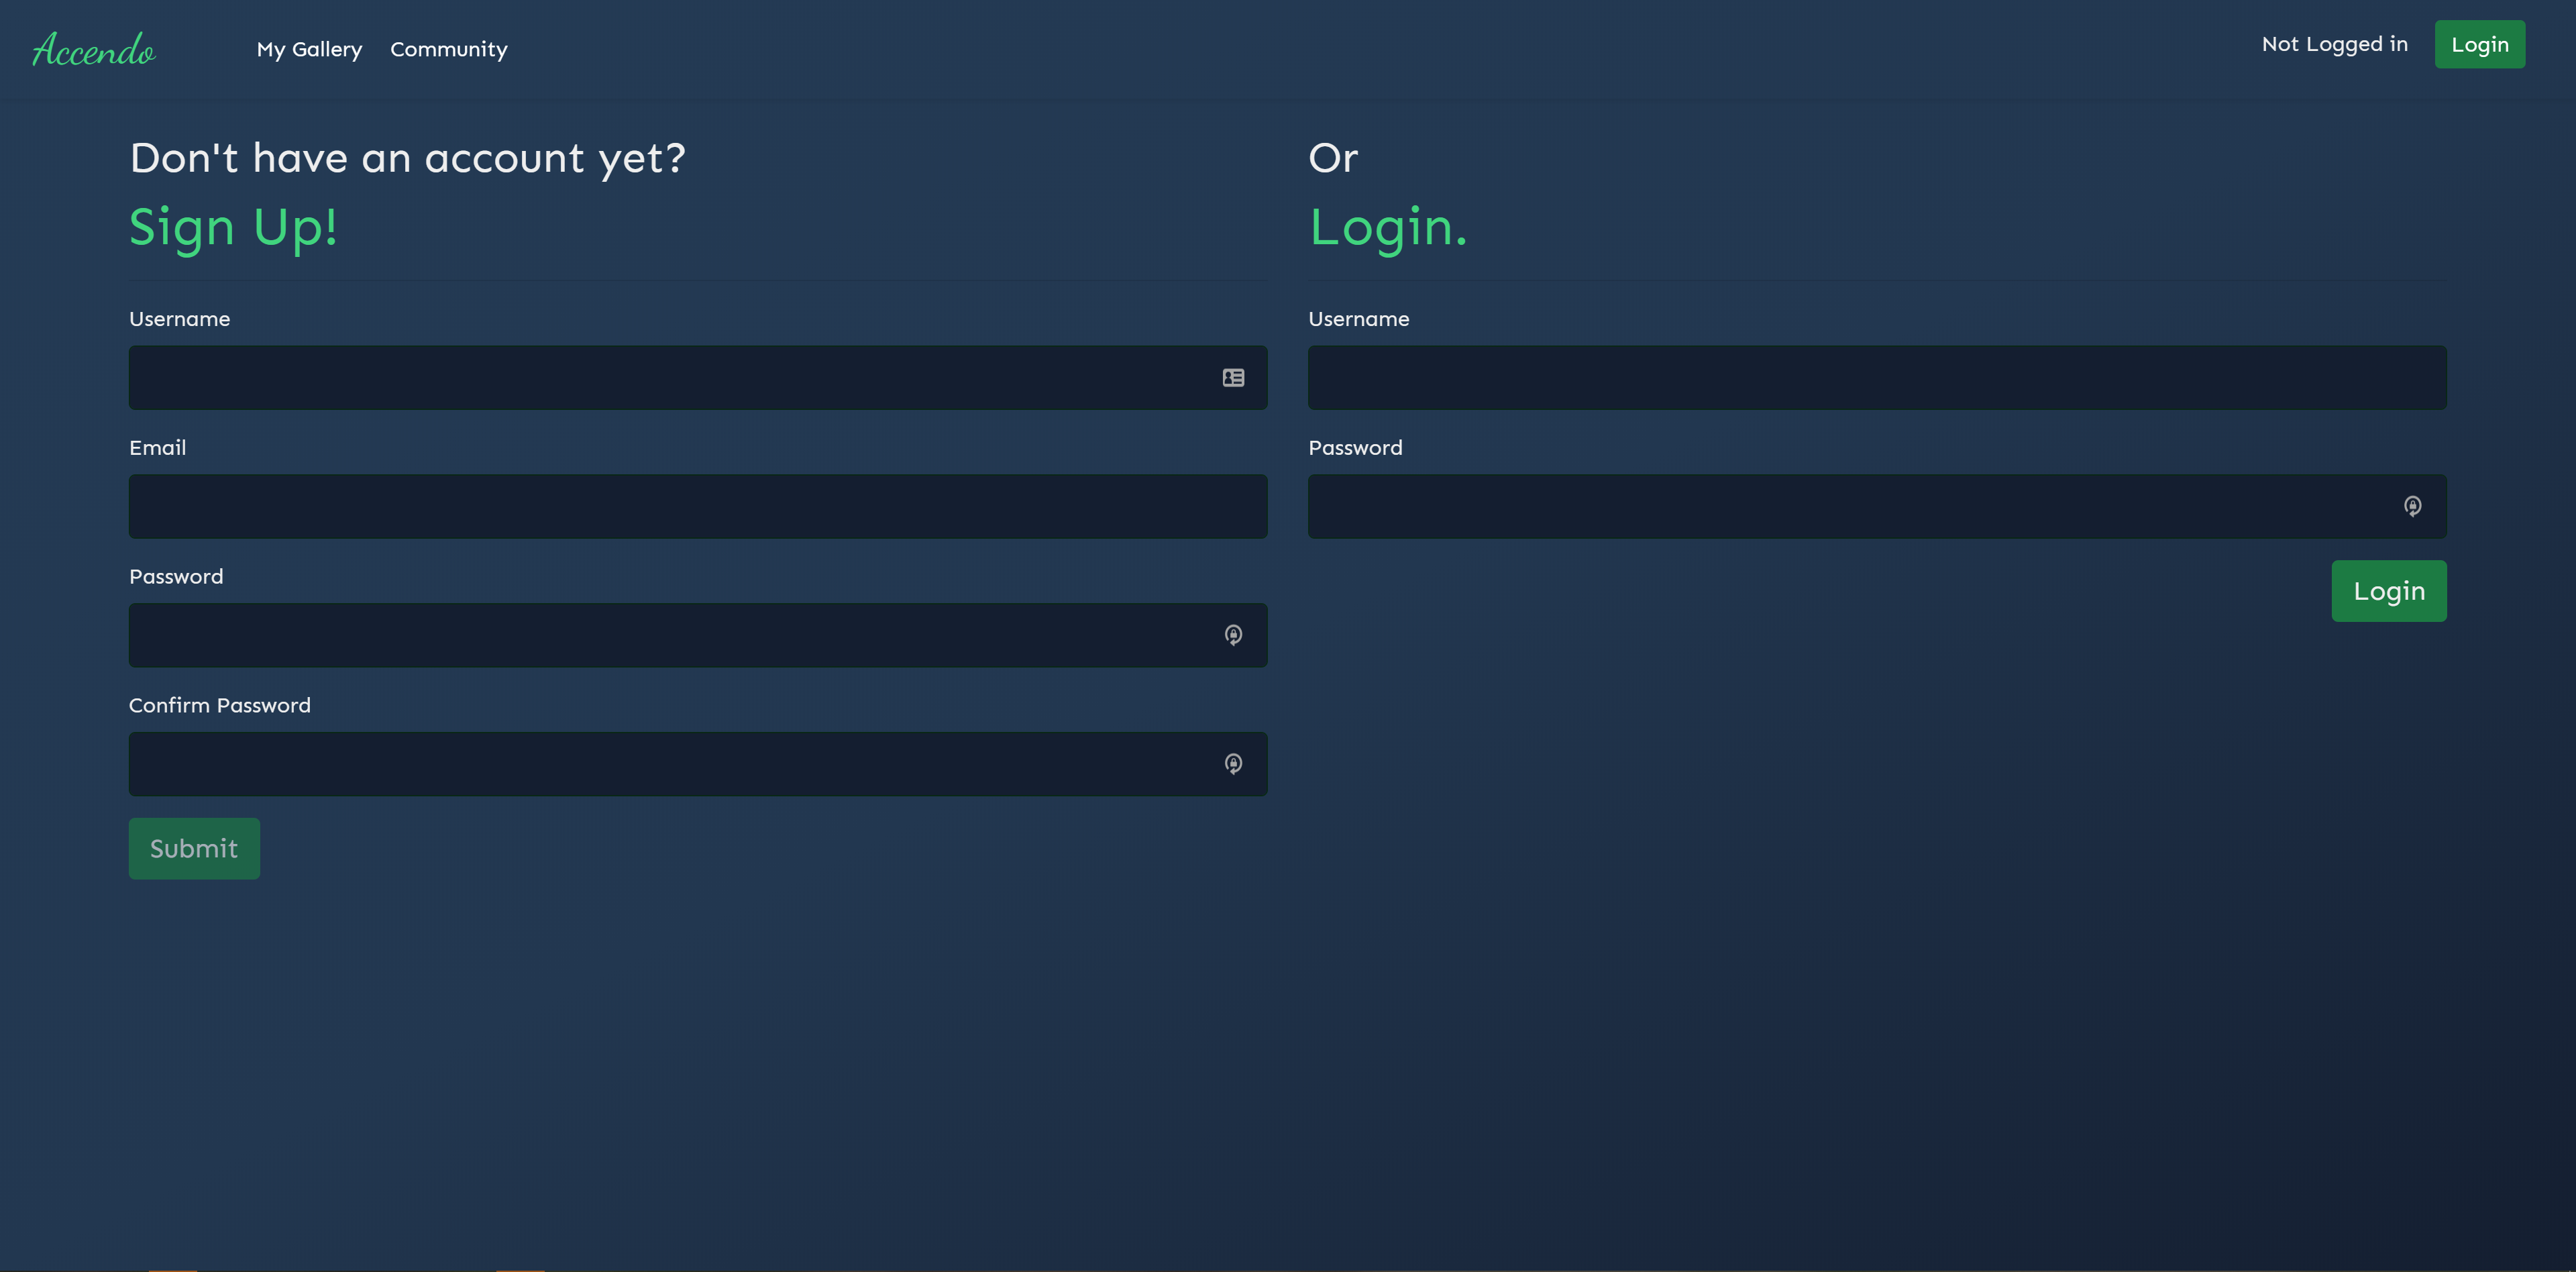 Accendo
My Gallery
Community
Not Logged in
Login
Don't have an account yet?
Sign Up!
Username
Email
Password
Confirm Password
Submit
Or
Login.
Username
Password
Login